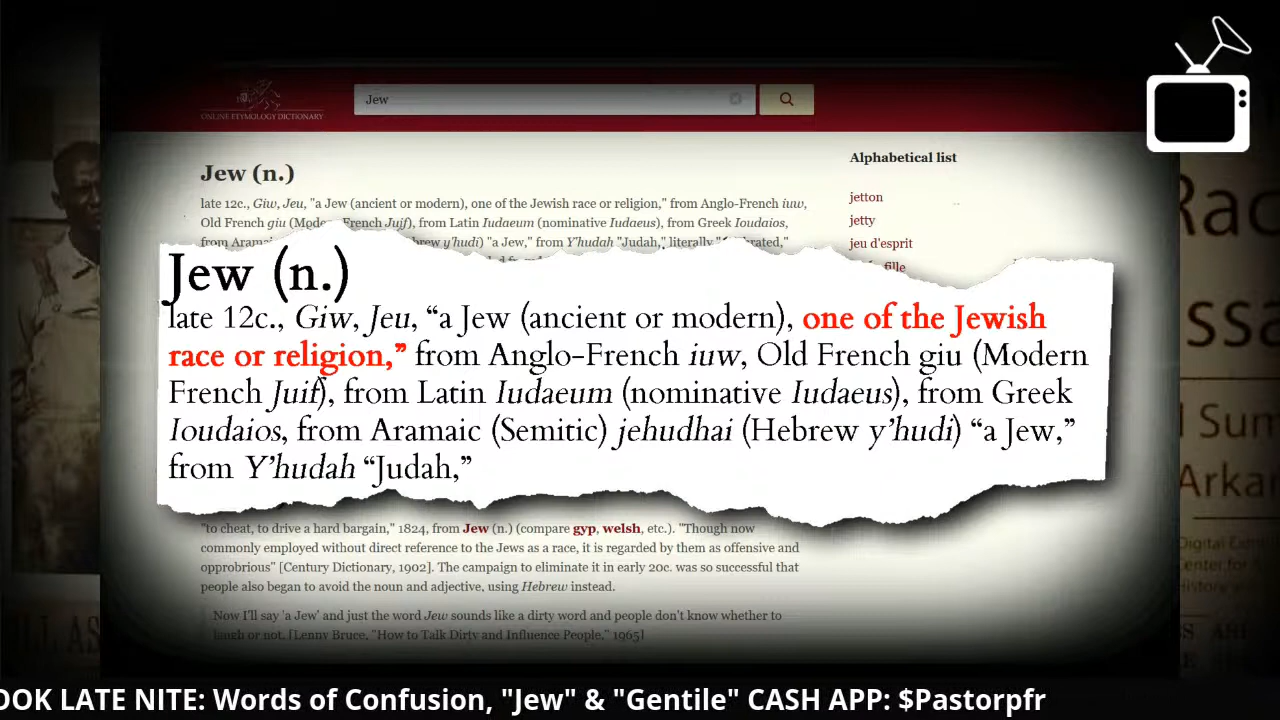 Jew
ONLINE ETYMOLOGY DICTIONARY
Jew (n.)
late 12c., Giw, Jeu, "a Jew (ancient or modern), one of the Jewish race or religion," from Anglo-French iuw,
Old French giu (Modern French Juif), from Latin Iudaeum (nominative Iudaeus), from Greek Ioudaios,
Alphabetical list
jetton
jetty
jeu d'esprit
fille
Jew (n.)
late 12c., Giw, Jeu, “a Jew (ancient or modern), one of the Jewish
race or religion,” from Anglo-French iuw, Old French giu (Modern
French Juif), from Latin Iudaeum (nominative Iudaeus), from Greek
Ioudaios, from Aramaic (Semitic) jehudhai (Hebrew y’hudi) “a Jew,”
from Y’hudah “Judah,”
"to cheat, to drive a hard bargain," 1824, from Jew (n.) (compare gyp, welsh, etc.). "Though now
commonly employed without direct reference to the Jews as a race, it is regarded by them as offensive and
opprobrious" [Century Dictionary, 1902]. The campaign to eliminate it in early 20c. was so successful that
people also began to avoid the noun and adjective, using Hebrew instead.
Now I'll say 'a Jew' and just the word Jew sounds like a dirty word and people don't know whether to
laugh or not. [Lenny Bruce, "How to Talk Dirty and Influence People," 1965]
OOK LATE NITE: Words of Confusion, "Jew" & "Gentile" CASH APP: $Pastorpfr